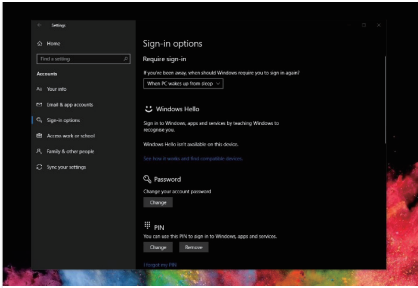 Settings
Home
Find a setting
Accounts
Your info
Email & app accounts
Sign-in options
Access work or school
Family & other people
Sync your settings
Sign-in options
Require sign-in
If you've been away, when should Windows require you to sign in again?
When PC wakes up from sleep
Windows Hello
Sign in to Windows, apps and services by teaching Windows to
recognise you.
Windows Hello isn't available on this device.
See how it works and find compatible devices.
Password
Change your account password
Change
PIN
You can use this PIN to sign in to Windows, apps and services.
Change Remove
I forgot my PIN